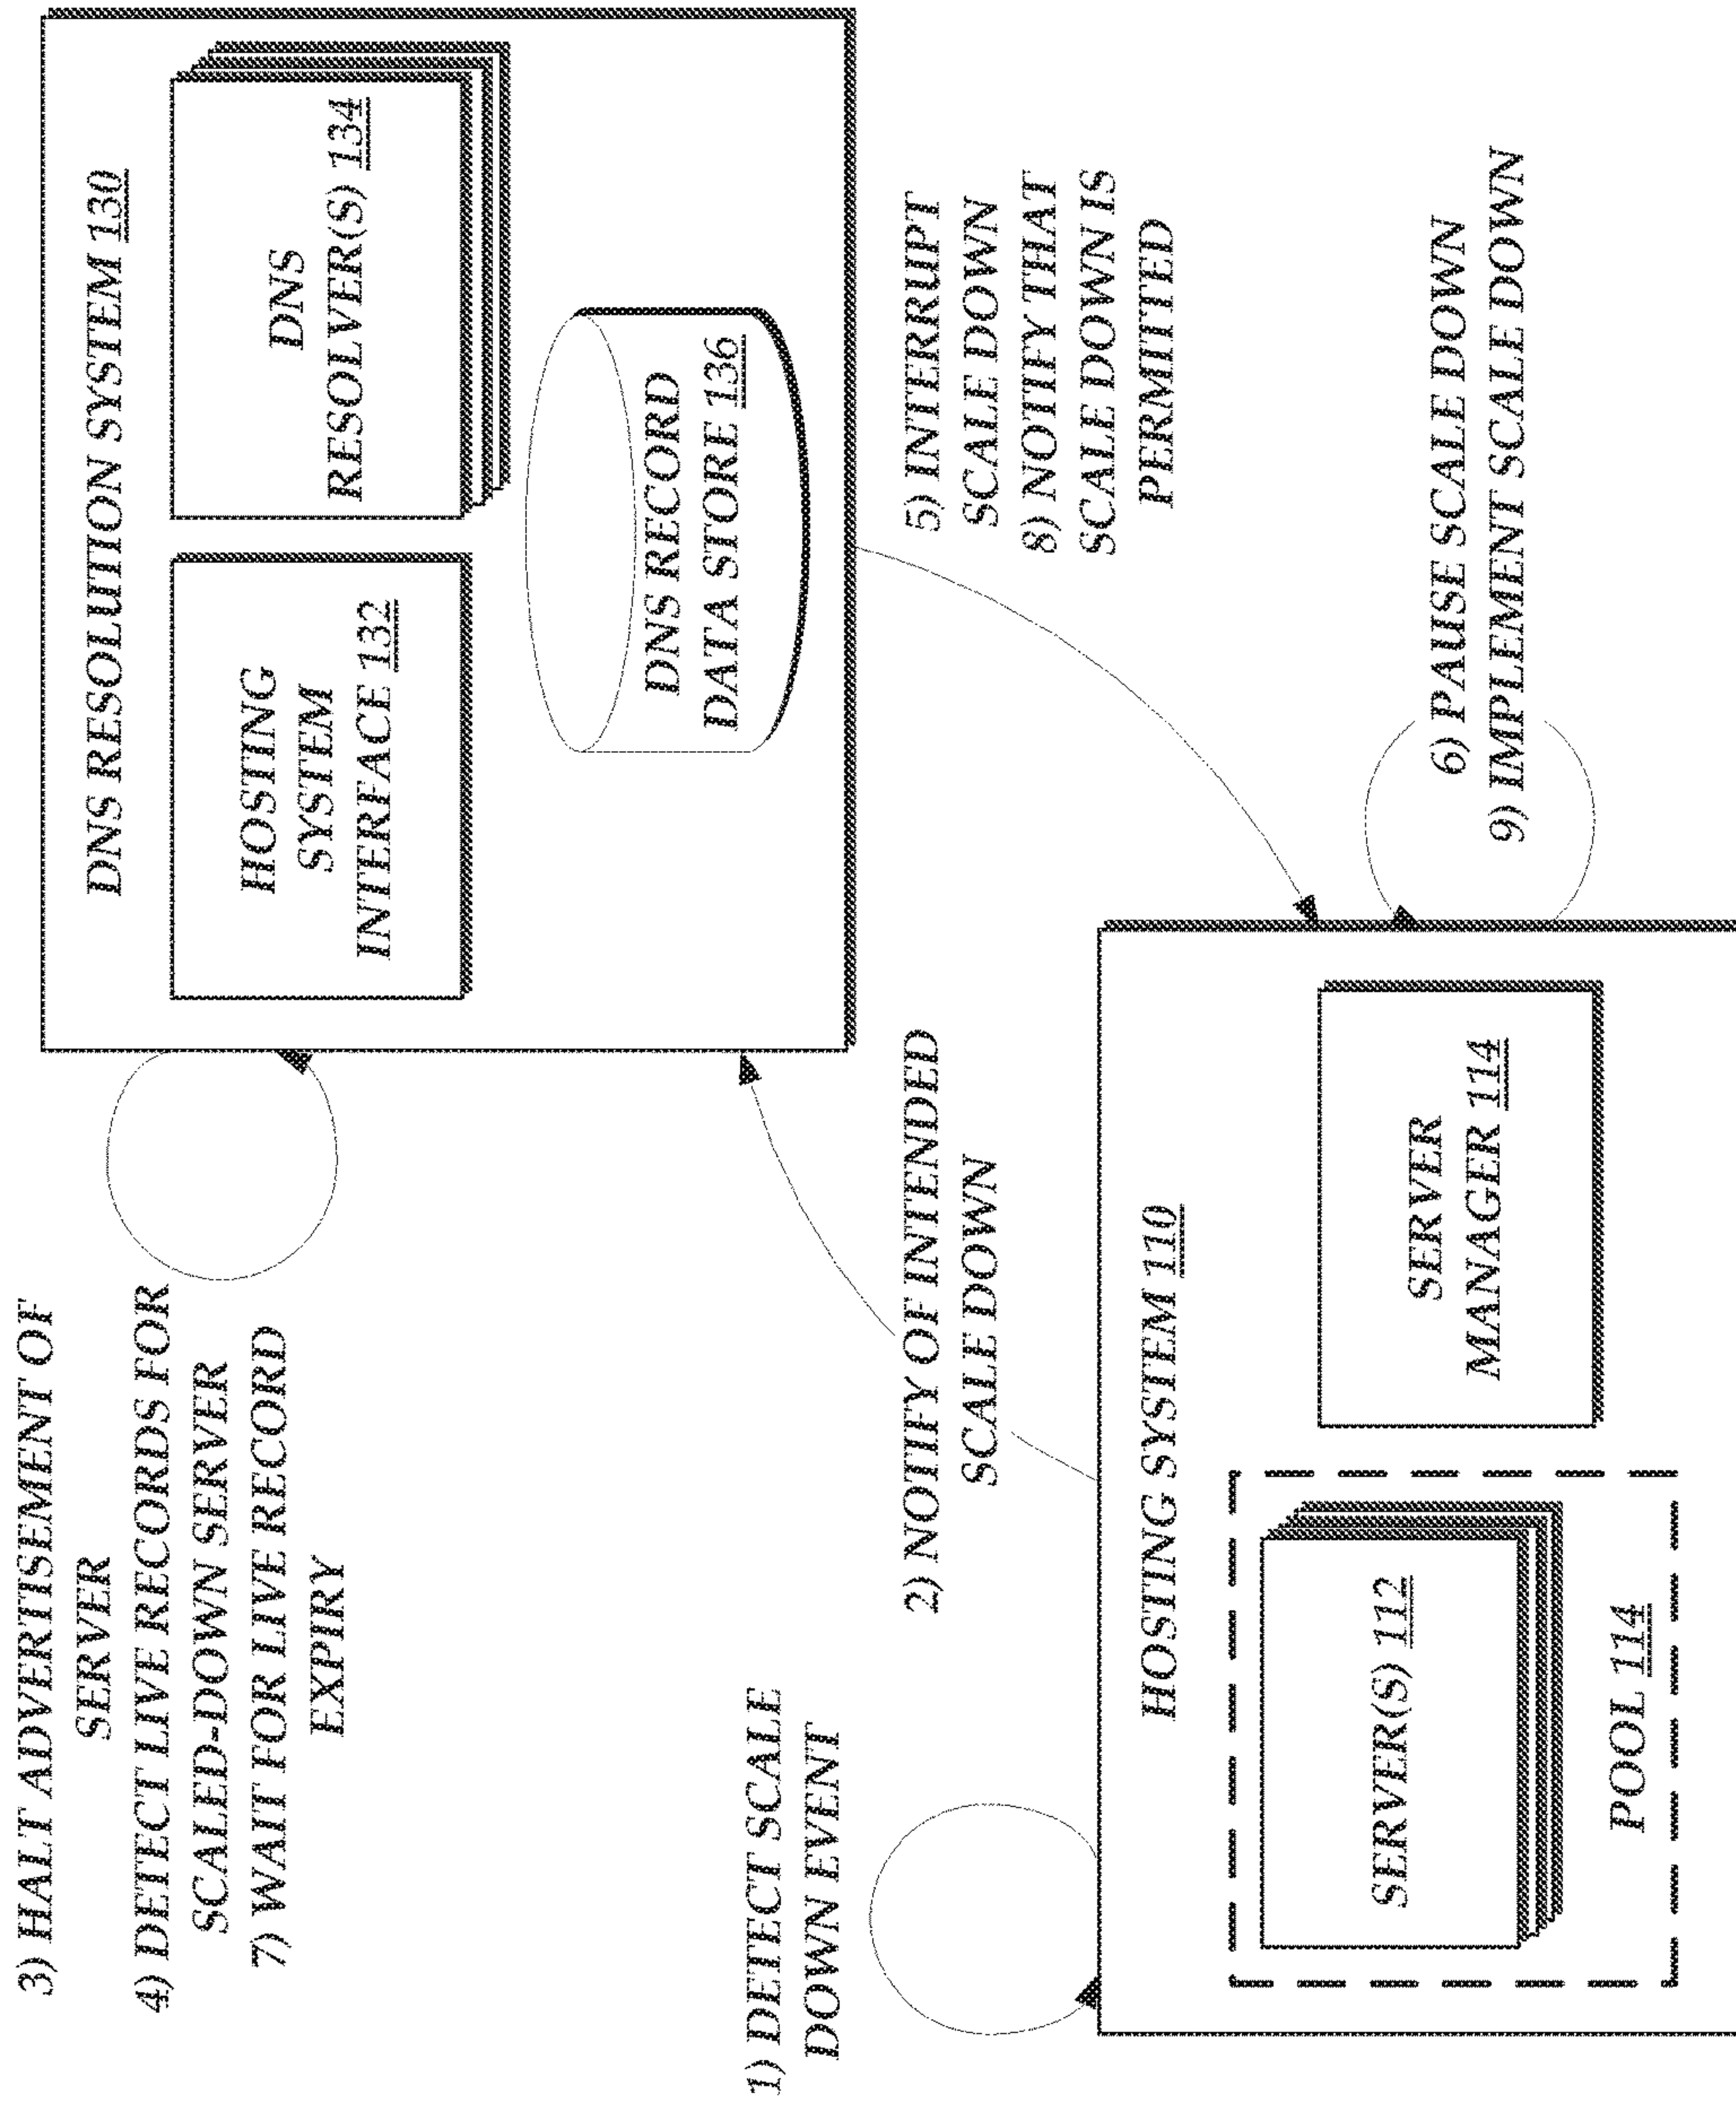 3) HALT ADVERTISEMENT OF
SERVER
4) DETECT LIVE RECORDS FOR
SCALED-DOWN SERVER
7) WAIT FOR LIVE RECORD
EXPIRY
DNS RESOLUTION SYSTEM 130
HOSTING
SYSTEM
INTERFACE 132
DNS
RESOLVER(S) 134
DNS RECORD
DATA STORE 136
1) DETECT SCALE
DOWN EVENT
2) NOTIFY OF INTENDED
SCALE DOWN
5) INTERRUPT
SCALE DOWN
8) NOTIFY THAT
SCALE DOWN IS
PERMITTED
HOSTING SYSTEM 110
SERVER(S) 112
POOL 114
SERVER
MANAGER 114
6) PAUSE SCALE DOWN
9) IMPLEMENT SCALE DOWN